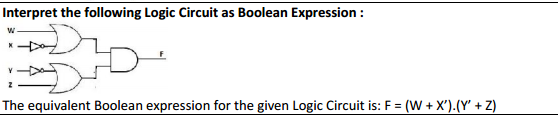 Interpret the following Logic Circuit as Boolean Expression :
W
X
F
Y
Z
The equivalent Boolean expression for the given Logic Circuit is: F = (W + X’).(Y’ + Z)